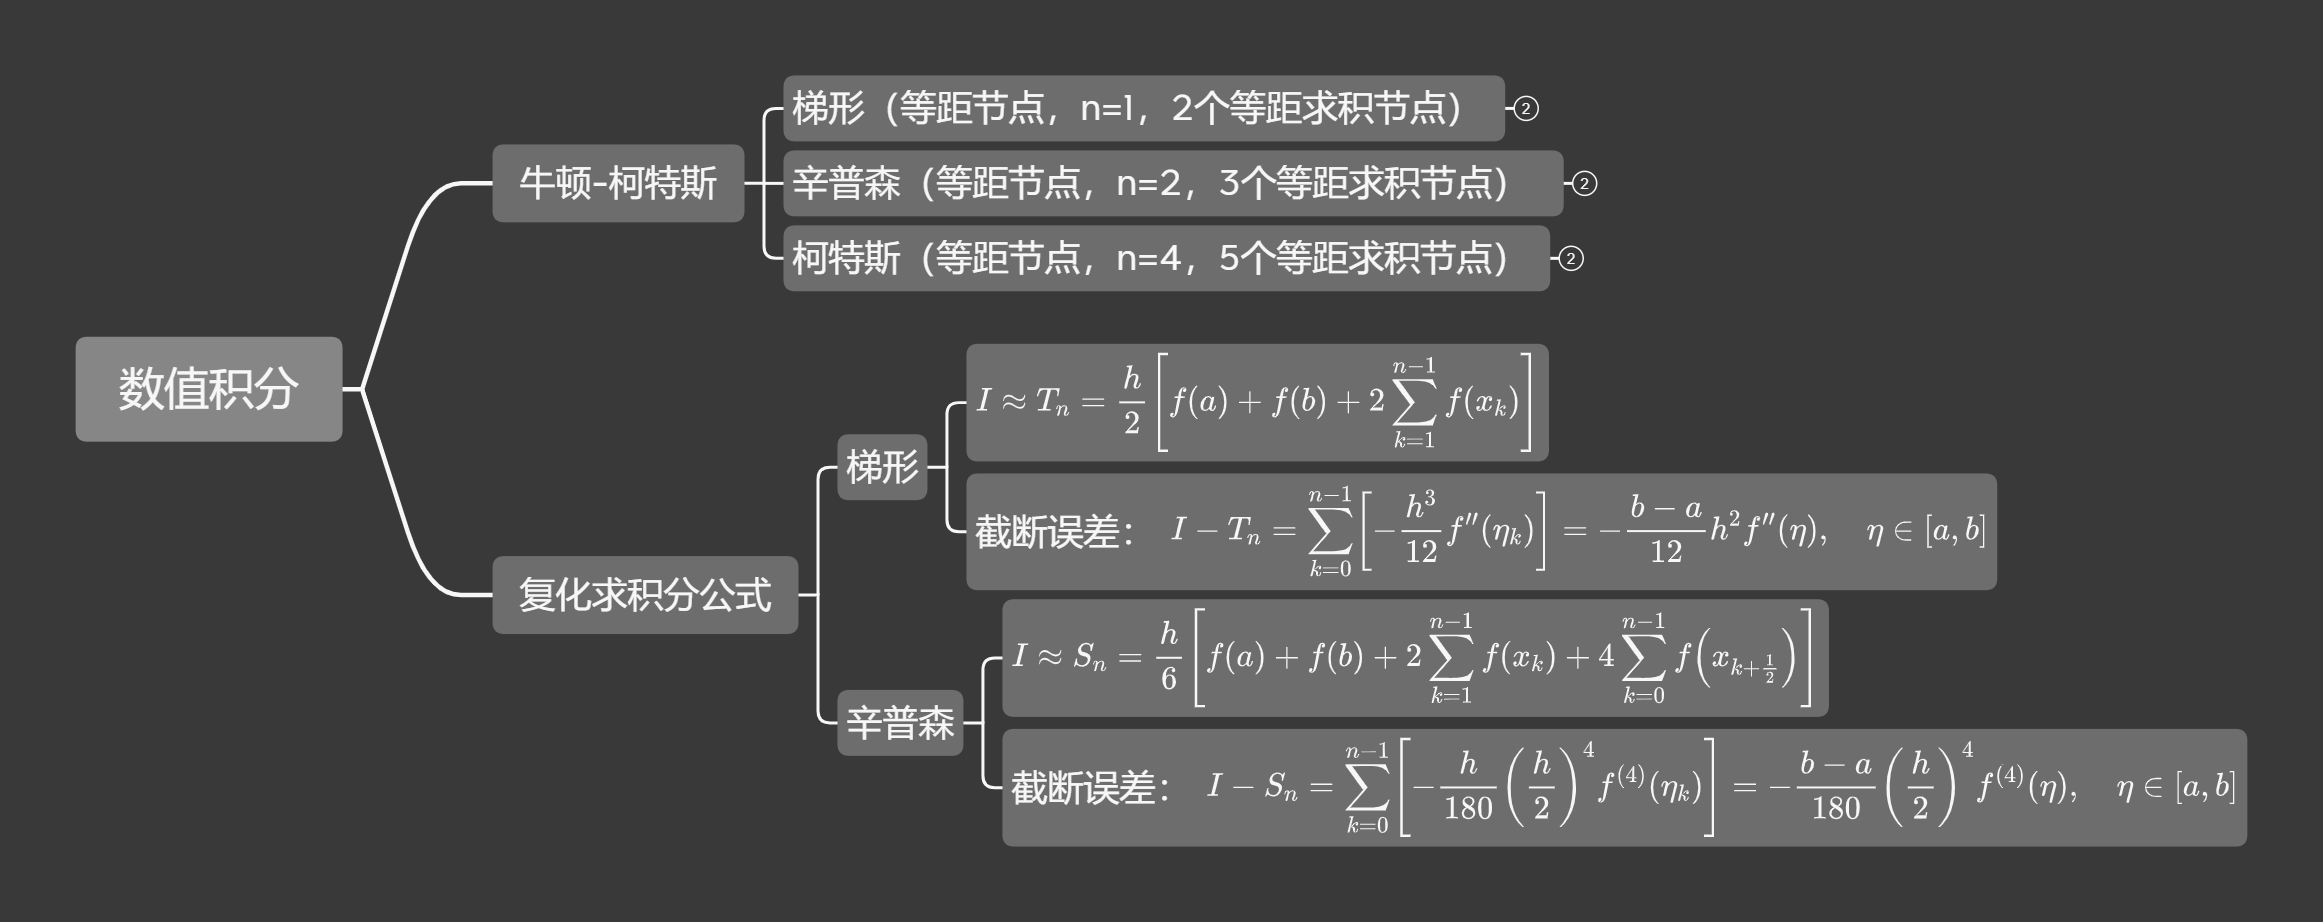 数值积分
牛顿-柯特斯
梯形（等距节点，n=1，2个等距求积节点）
②
辛普森（等距节点，n=2，3个等距求积节点）
②
柯特斯（等距节点，n=4，5个等距求积节点）
②
复化求积分公式
梯形
$I \approx T_n = \frac{h}{2}\left[f(a)+f(b)+2\sum_{k=1}^{n-1}f(x_k)\right]$
截断误差： $I-T_n=\sum_{k=0}^{n-1}\left[-\frac{h^3}{12}f''(\eta_k)\right]=-\frac{b-a}{12}h^2f''(\eta),\quad \eta\in[a,b]$
辛普森
$I \approx S_n = \frac{h}{6}\left[f(a)+f(b)+2\sum_{k=1}^{n-1}f(x_k)+4\sum_{k=0}^{n-1}f\left(x_{k+\frac{1}{2}}\right)\right]$
截断误差： $I-S_n=\sum_{k=0}^{n-1}\left[-\frac{h}{180}\left(\frac{h}{2}\right)^4f^{(4)}(\eta_k)\right]=-\frac{b-a}{180}\left(\frac{h}{2}\right)^4f^{(4)}(\eta),\quad \eta\in[a,b]$